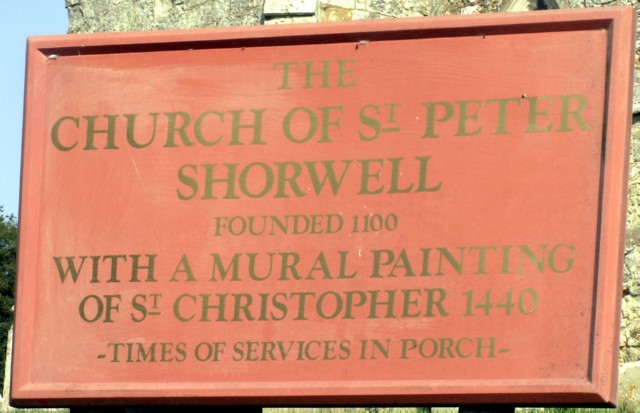 THE
CHURCH OF ST PETER
SHORWELL
FOUNDED 1100
WITH A MURAL PAINTING
OF ST CHRISTOPHER 1440
-TIMES OF SERVICES IN PORCH-